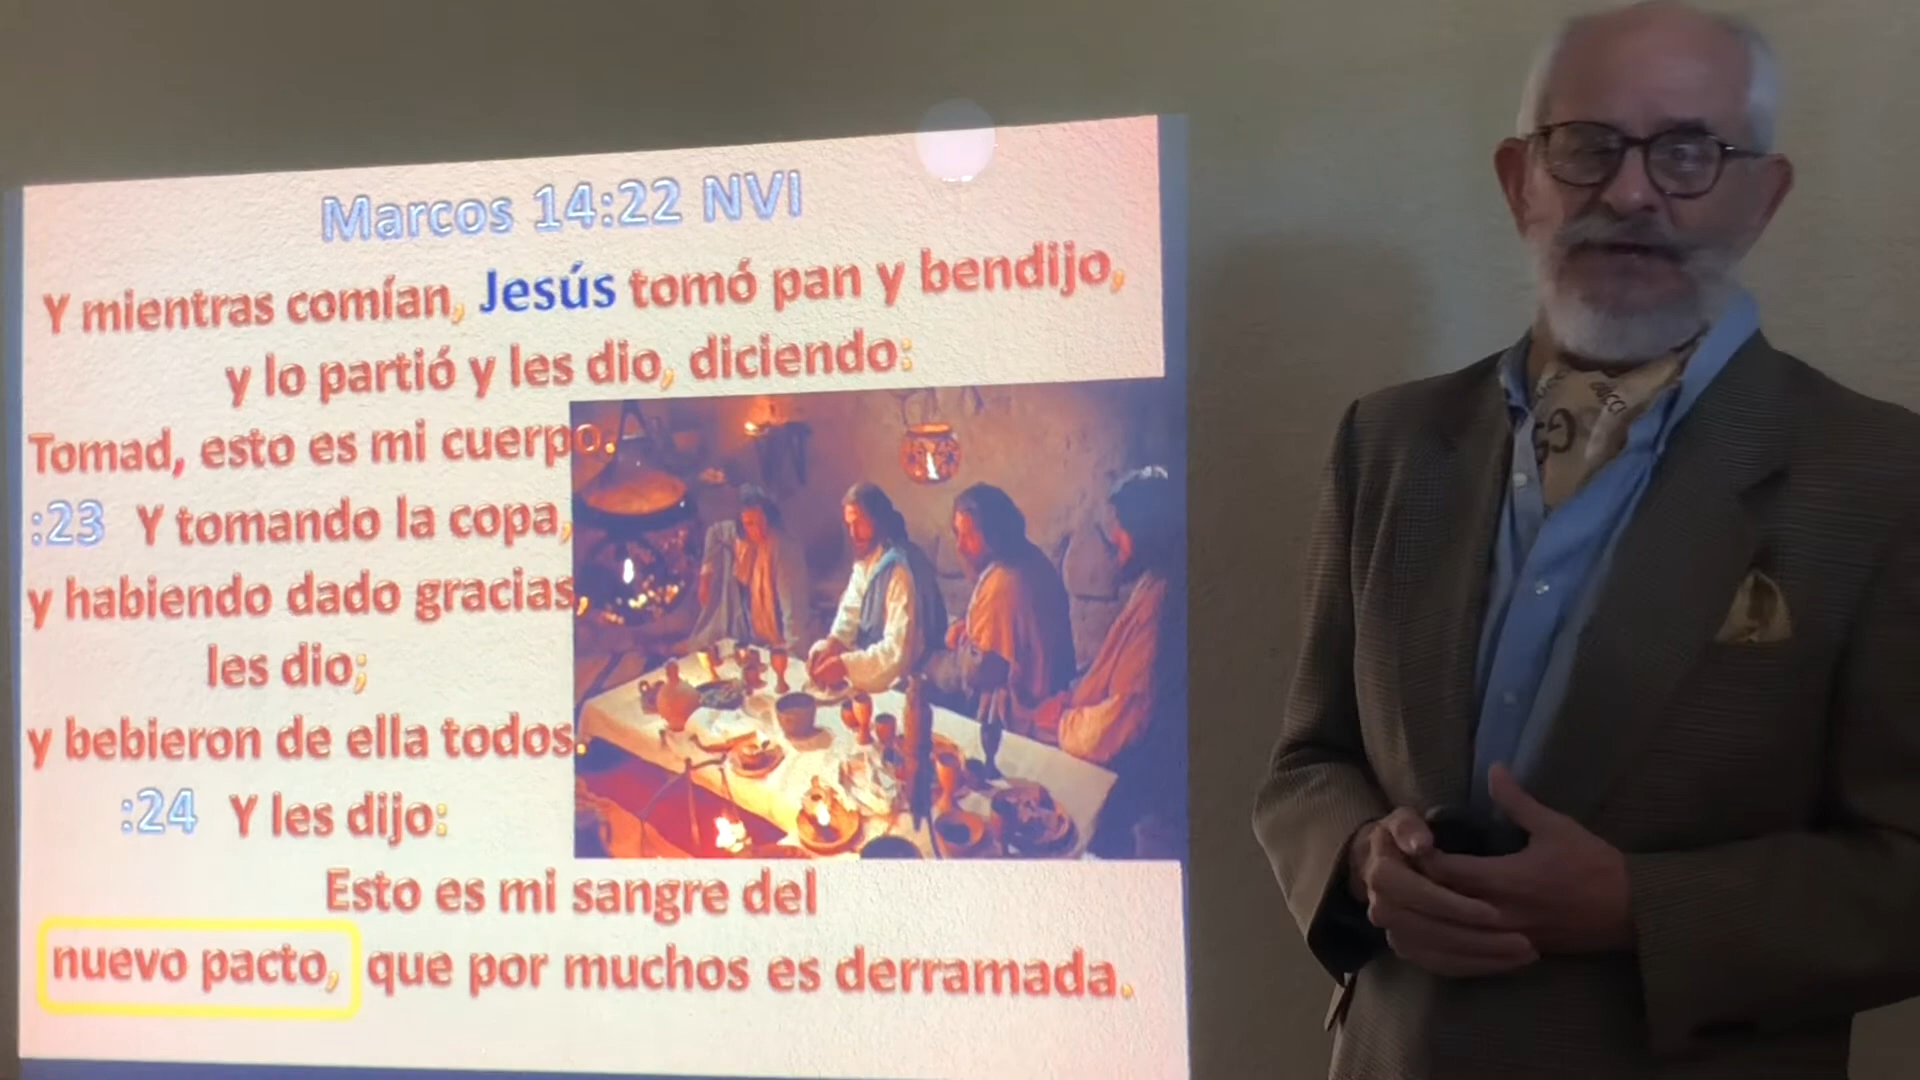 Marcos 14:22 NVI
Y mientras comían, Jesús tomó pan y bendijo,
y lo partió y les dio, diciendo:
Tomad, esto es mi cuerpo.
:23 Y tomando la copa,
y habiendo dado gracias,
les dio;
y bebieron de ella todos.
:24 Y les dijo:
Esto es mi sangre del
nuevo pacto, que por muchos es derramada.
GUCCI